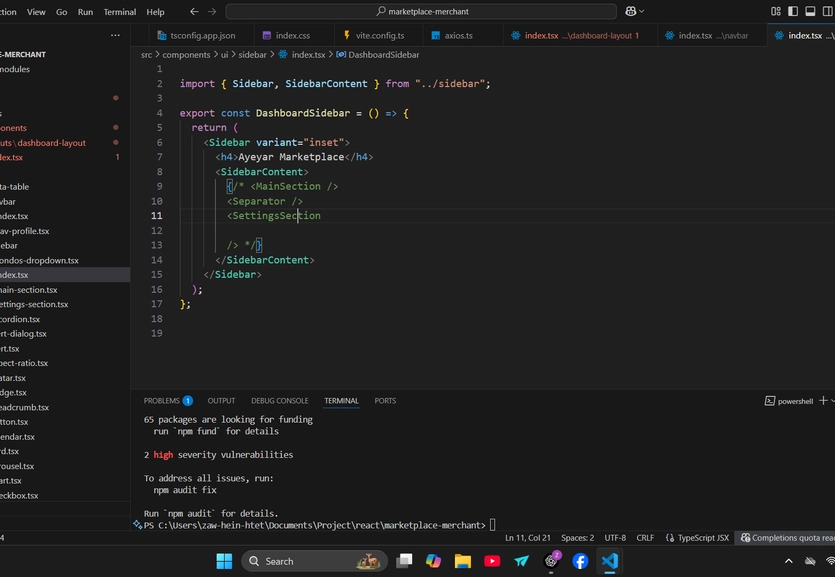 ction View Go Run Terminal Help ← → marketplace-merchant
tsconfig.app.json index.css vite.config.ts axios.ts index.tsx ...\dashboard-layout 1 index.tsx ...\navbar index.tsx ...\
E-MERCHANT
modules
s
onents
uts \ dashboard-layout
dex.tsx 1
ta-table
vbar
ndex.tsx
av-profile.tsx
ebar
ondos-dropdown.tsx
ndex.tsx
ain-section.tsx
ettings-section.tsx
cordion.tsx
ert-dialog.tsx
ert.tsx
pect-ratio.tsx
atar.tsx
dge.tsx
eadcrumb.tsx
tton.tsx
lendar.tsx
rd.tsx
rousel.tsx
art.tsx
eckbox.tsx
4
src > components > ui > sidebar > index.tsx > DashboardSidebar
1
2 import { Sidebar, SidebarContent } from "../sidebar";
3
4 export const DashboardSidebar = () => {
5 return (
6 <Sidebar variant="inset">
7 <h4>Ayeyar Marketplace</h4>
8 <SidebarContent>
9 {/* <MainSection />
10 <Separator />
11 <SettingsSection
12
13 /> */}
14 </SidebarContent>
15 </Sidebar>
16 );
17 };
18
19
PROBLEMS 1 OUTPUT DEBUG CONSOLE TERMINAL PORTS powershell +
65 packages are looking for funding
run `npm fund` for details
2 high severity vulnerabilities
To address all issues, run:
npm audit fix
Run `npm audit` for details.
PS C:\Users\zaw-hein-htet\Documents\Project\react\marketplace-merchant>
Ln 11, Col 21 Spaces: 2 UTF-8 CRLF {} TypeScript JSX Completions quota rea
Search 2